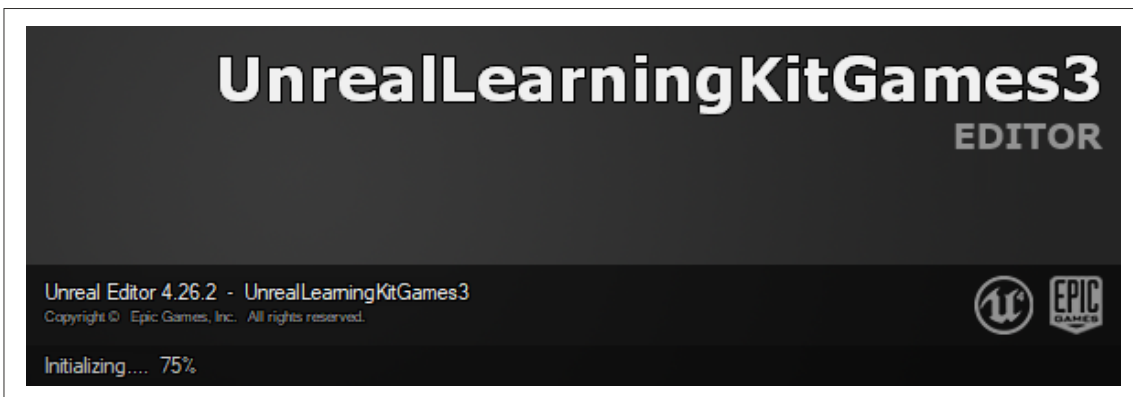 UnrealLearningKitGames3
EDITOR
Unreal Editor 4.26.2 - UnrealLearningKitGames3
Copyright © Epic Games, Inc. All rights reserved.
EPIC
GAMES
Initializing.... 75%